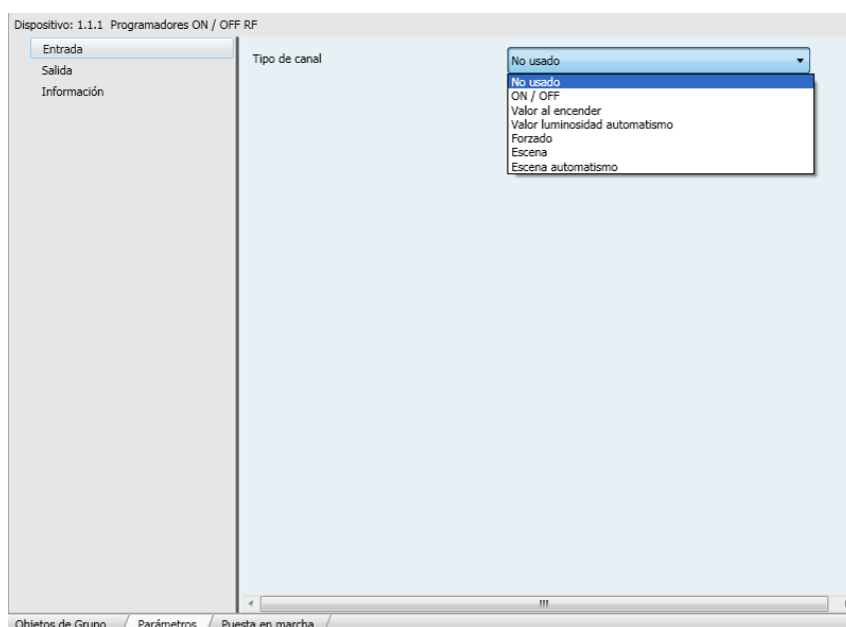 Dispositivo: 1.1.1 Programadores ON / OFF RF
Entrada
Salida
Información
Tipo de canal
No usado
No usado
ON / OFF
Valor al encender
Valor luminosidad automatismo
Forzado
Escena
Escena automatismo
Objetos de Grupo / Parámetros / Puesta en marcha /